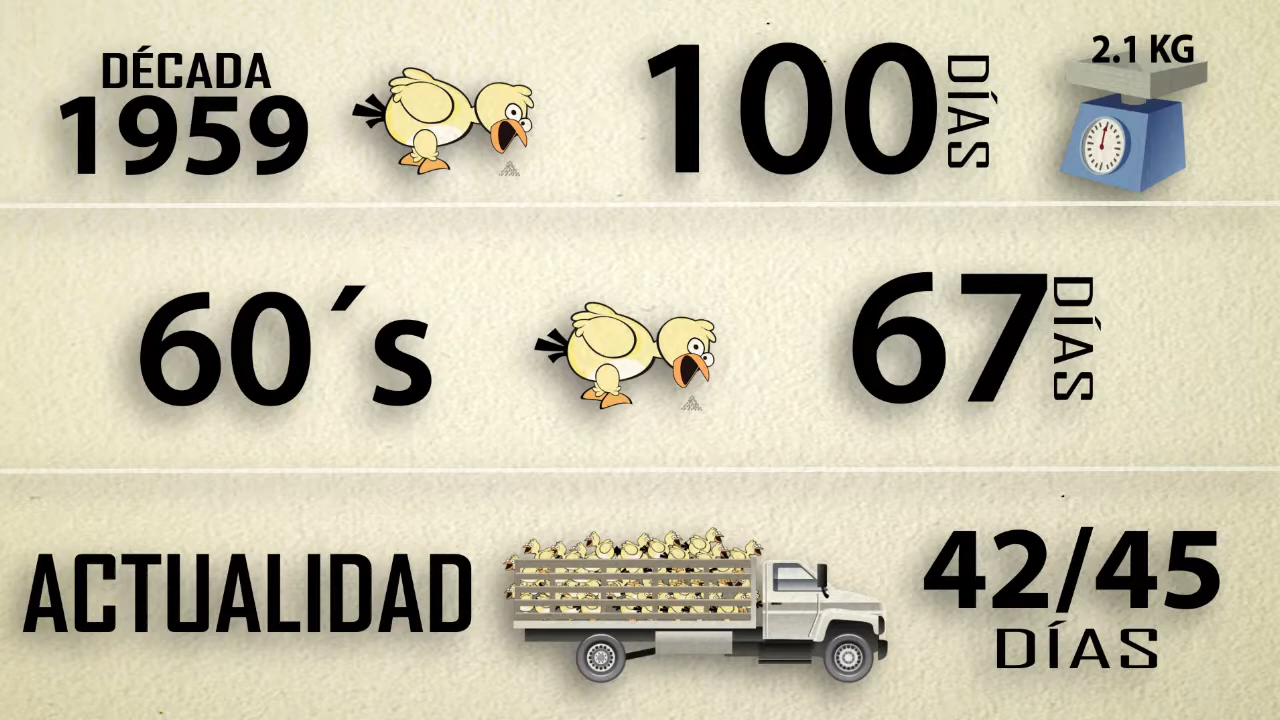 DÉCADA
1959
100
DÍAS
2.1 KG
60´s
67
DÍAS
ACTUALIDAD
42/45
DÍAS